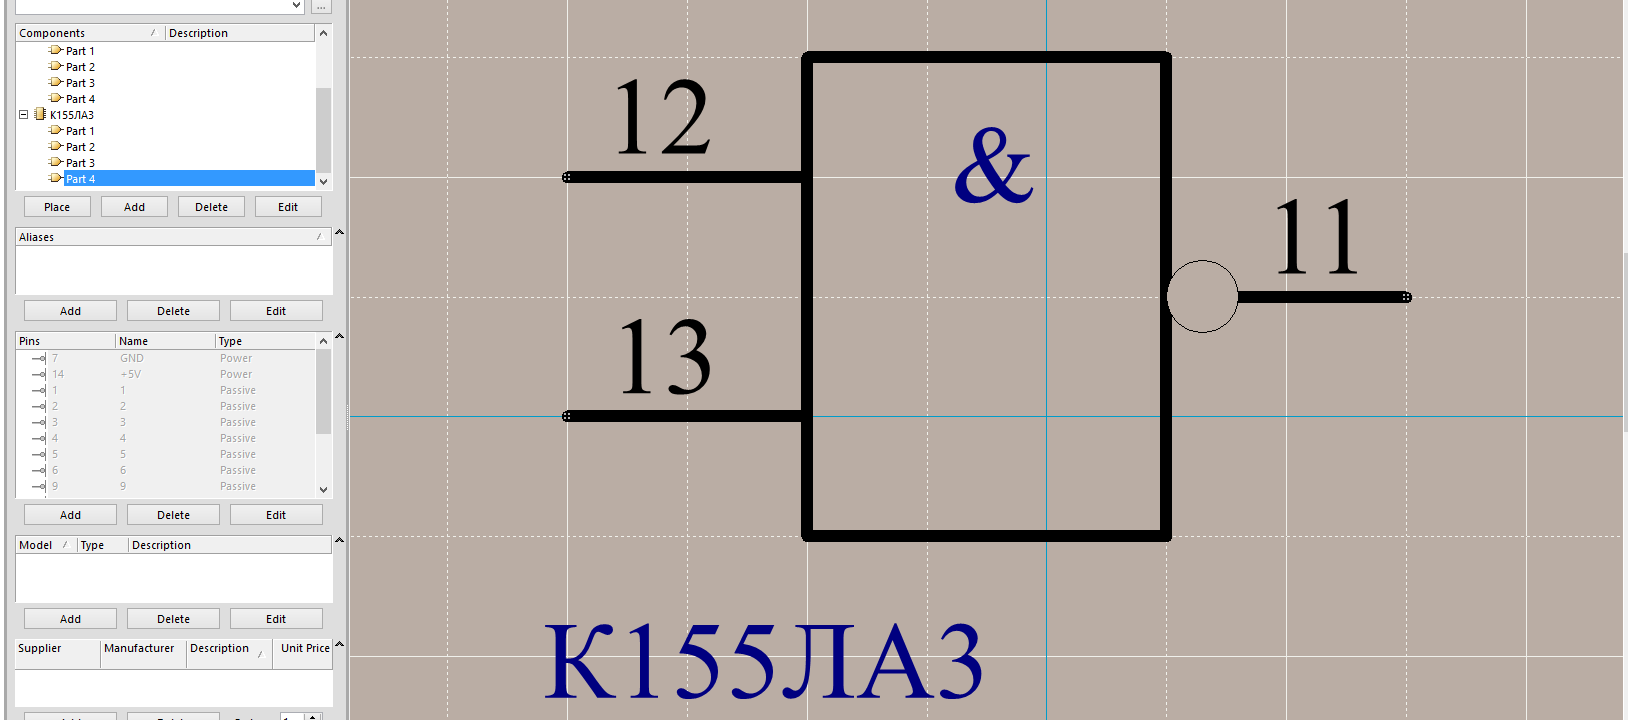 ...
Components / Description
Part 1
Part 2
Part 3
Part 4
К155ЛА3
Part 1
Part 2
Part 3
Part 4
Place Add Delete Edit
Aliases /
Add Delete Edit
Pins Name Type
7 GND Power
14 +5V Power
1 1 Passive
2 2 Passive
3 3 Passive
4 4 Passive
5 5 Passive
6 6 Passive
9 9 Passive
Add Delete Edit
Model / Type Description
Add Delete Edit
Supplier Manufacturer Description / Unit Price
12
&
11
13
К155ЛА3